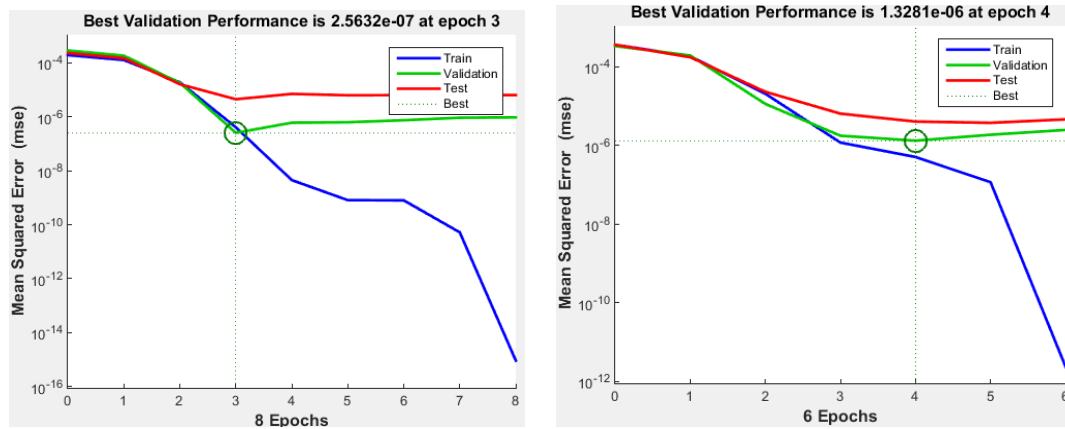 Best Validation Performance is 2.5632e-07 at epoch 3
Mean Squared Error (mse)
10-4
10-6
10-8
10-10
10-12
10-14
10-16
Train
Validation
Test
Best
0 1 2 3 4 5 6 7 8
8 Epochs
Best Validation Performance is 1.3281e-06 at epoch 4
Mean Squared Error (mse)
10-4
10-6
10-8
10-10
10-12
Train
Validation
Test
Best
0 1 2 3 4 5 6
6 Epochs